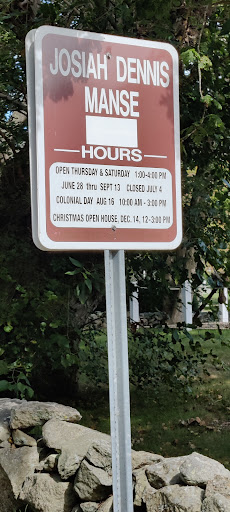 JOSIAH DENNIS
MANSE
HOURS
OPEN THURSDAY & SATURDAY 1:00-4:00 PM
JUNE 28 thru SEPT 13 CLOSED JULY 4
COLONIAL DAY AUG 16 10:00 AM - 3:00 PM
CHRISTMAS OPEN HOUSE, DEC. 14, 12-3:00 PM